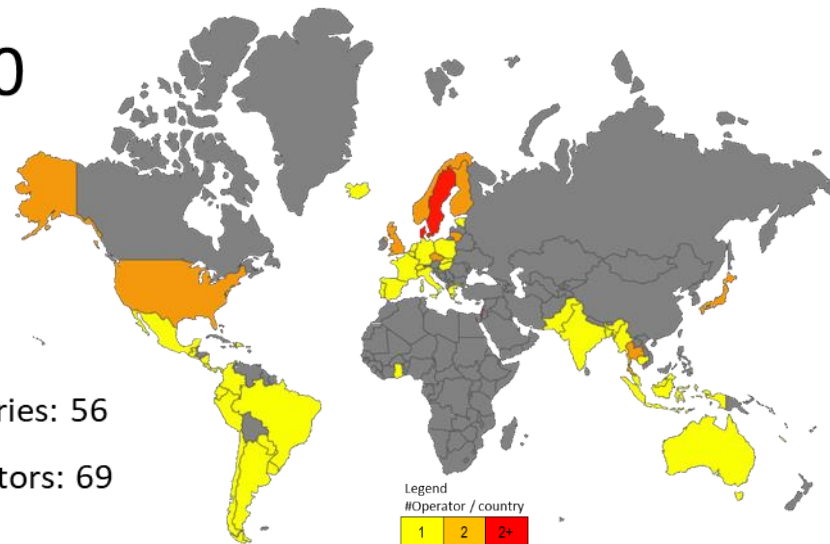 0
ries: 56
tors: 69
Legend
#Operator / country
1 2 2+